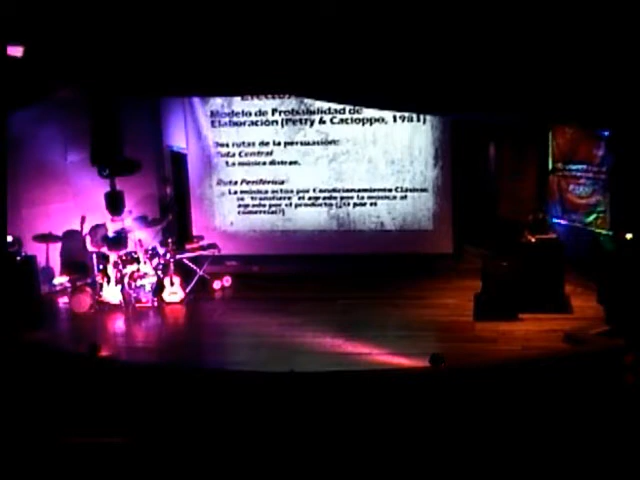 Efectos
Modelo de Probabilidad de
Elaboración (Petty & Cacioppo, 1981)
Dos rutas de la persuasión:
Ruta Central
La música distrae.
Ruta Periférica
La música actúa por Condicionamiento Clásico:
se "transfiere" el agrado por la música al
agrado por el producto (¿O por el
comercial?)